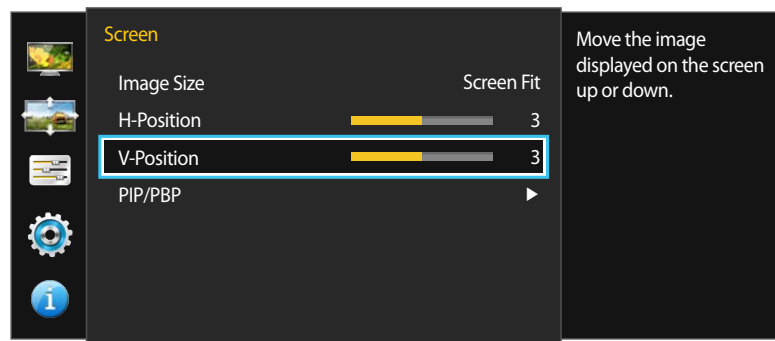 Screen
Image Size Screen Fit
H-Position 3
V-Position 3
PIP/PBP
Move the image
displayed on the screen
up or down.
i